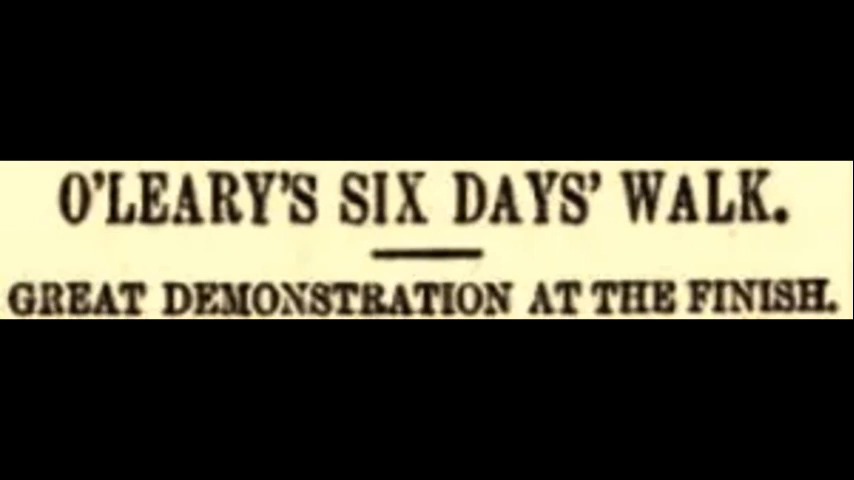 O'LEARY'S SIX DAYS' WALK.
GREAT DEMONSTRATION AT THE FINISH.